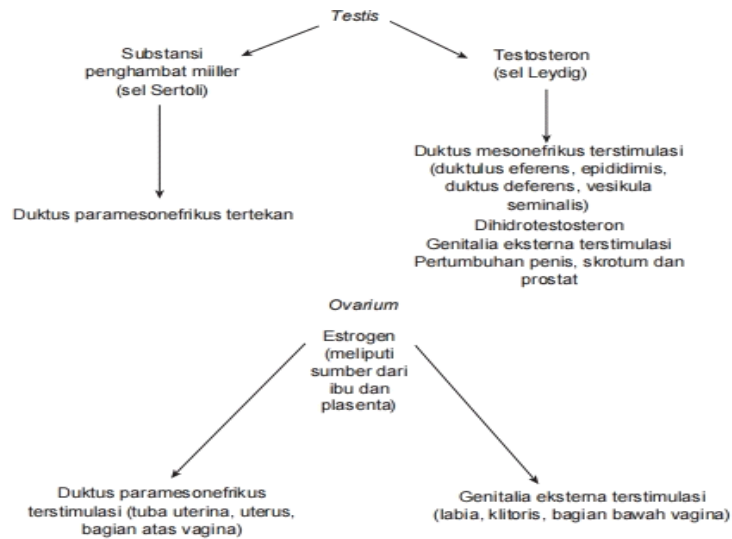 Testis
Substansi
penghambat miiller
(sel Sertoli)
Testosteron
(sel Leydig)
Duktus paramesonefrikus tertekan
Duktus mesonefrikus terstimulasi
(duktulus eferens, epididimis,
duktus deferens, vesikula
seminalis)
Dihidrotestosteron
Genitalia eksterna terstimulasi
Pertumbuhan penis, skrotum dan
prostat
Ovarium
Estrogen
(meliputi
sumber dari
ibu dan
plasenta)
Duktus paramesonefrikus
terstimulasi (tuba uterina, uterus,
bagian atas vagina)
Genitalia eksterna terstimulasi
(labia, klitoris, bagian bawah vagina)